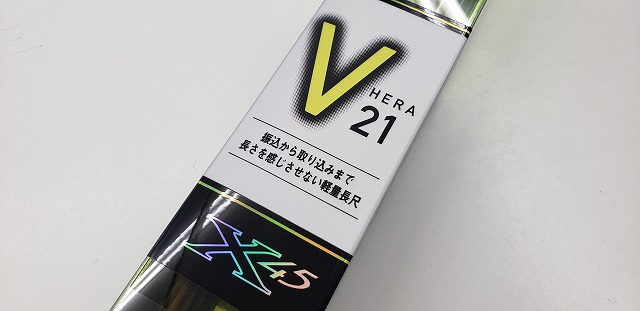 V
HERA
21
振込から取り込みまで
長さを感じさせない軽量長尺
X45